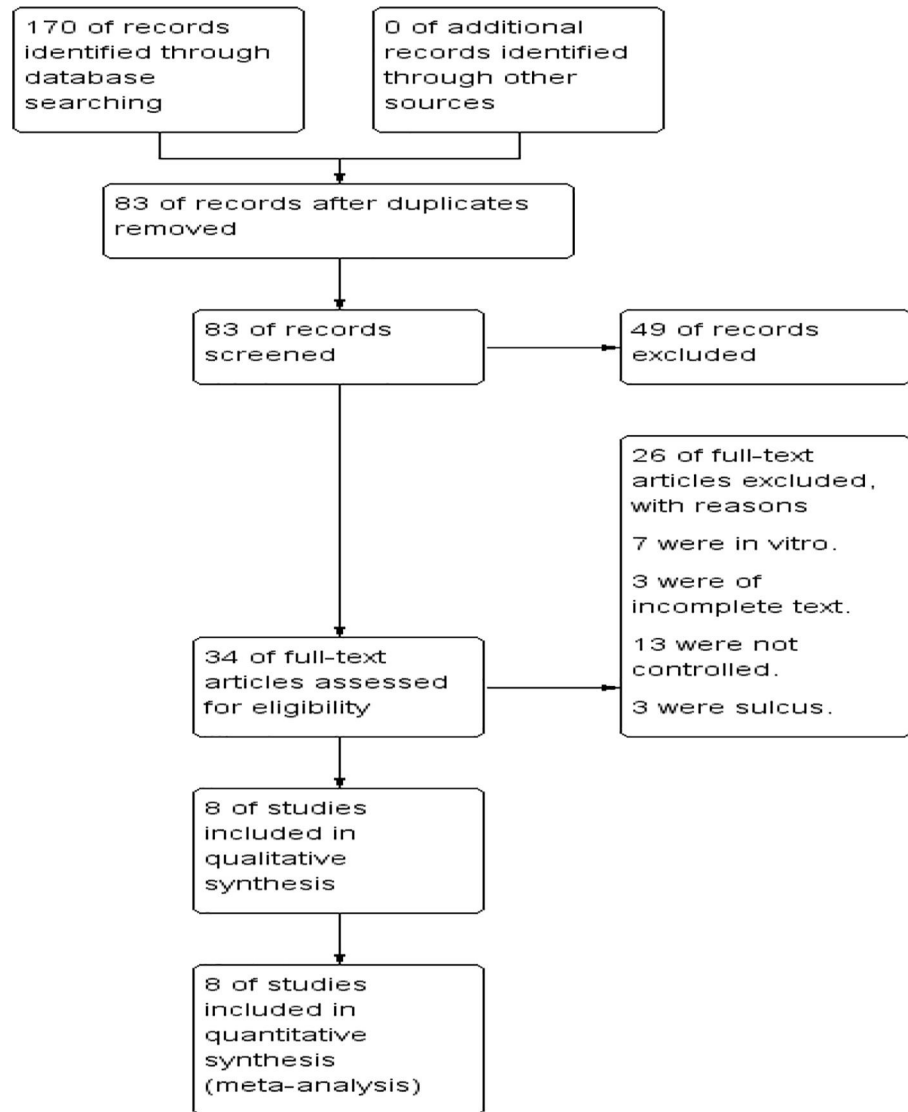 170 of records
identified through
database
searching
0 of additional
records identified
through other
sources
83 of records after duplicates
removed
83 of records
screened
49 of records
excluded
26 of full-text
articles excluded,
with reasons
7 were in vitro.
3 were of
incomplete text.
13 were not
controlled.
3 were sulcus.
34 of full-text
articles assessed
for eligibility
8 of studies
included in
qualitative
synthesis
8 of studies
included in
quantitative
synthesis
(meta-analysis)